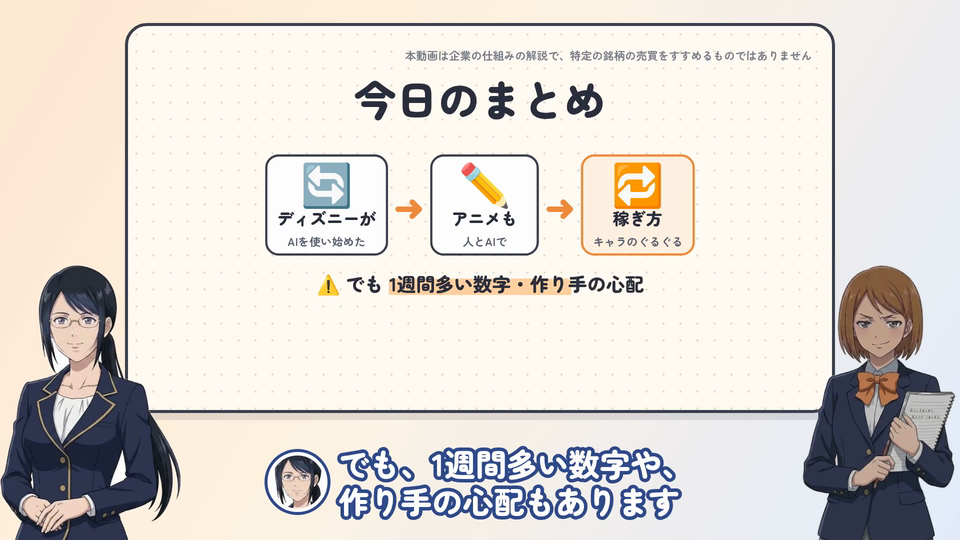 本動画は企業の仕組みの解説で、特定の銘柄の売買をすすめるものではありません
今日のまとめ
ディズニーが
AIを使い始めた
アニメも
人とAIで
稼ぎ方
キャラのぐるぐる
でも 1週間多い数字・作り手の心配
でも、1週間多い数字や、
作り手の心配もあります